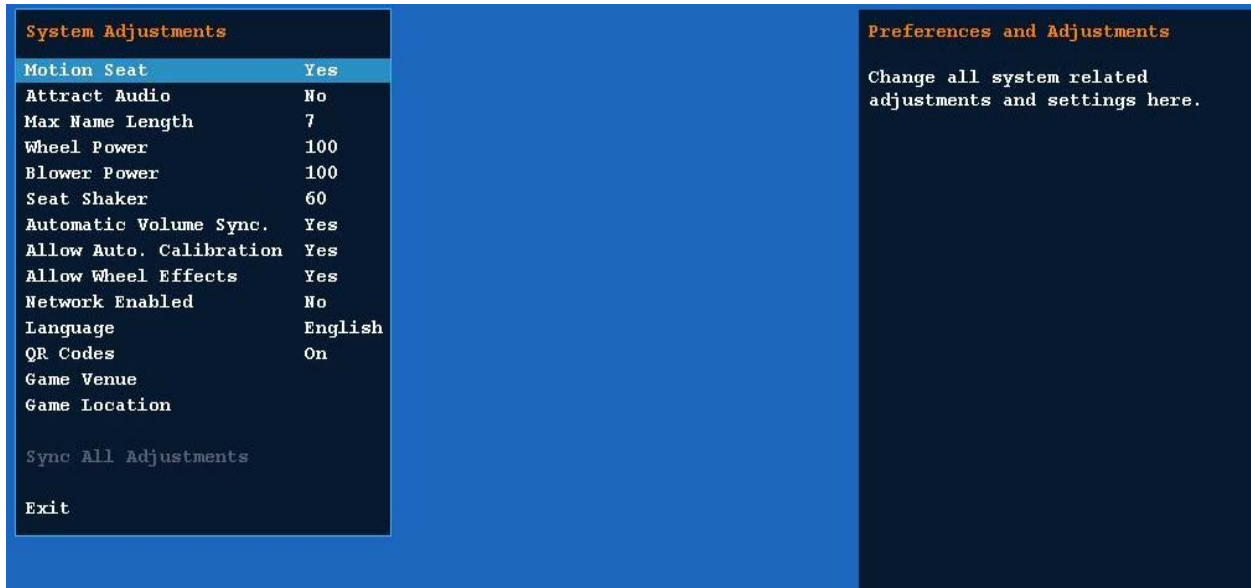 System Adjustments
Motion Seat Yes
Attract Audio No
Max Name Length 7
Wheel Power 100
Blower Power 100
Seat Shaker 60
Automatic Volume Sync. Yes
Allow Auto. Calibration Yes
Allow Wheel Effects Yes
Network Enabled No
Language English
QR Codes On
Game Venue
Game Location
Sync All Adjustments
Exit
Preferences and Adjustments
Change all system related
adjustments and settings here.